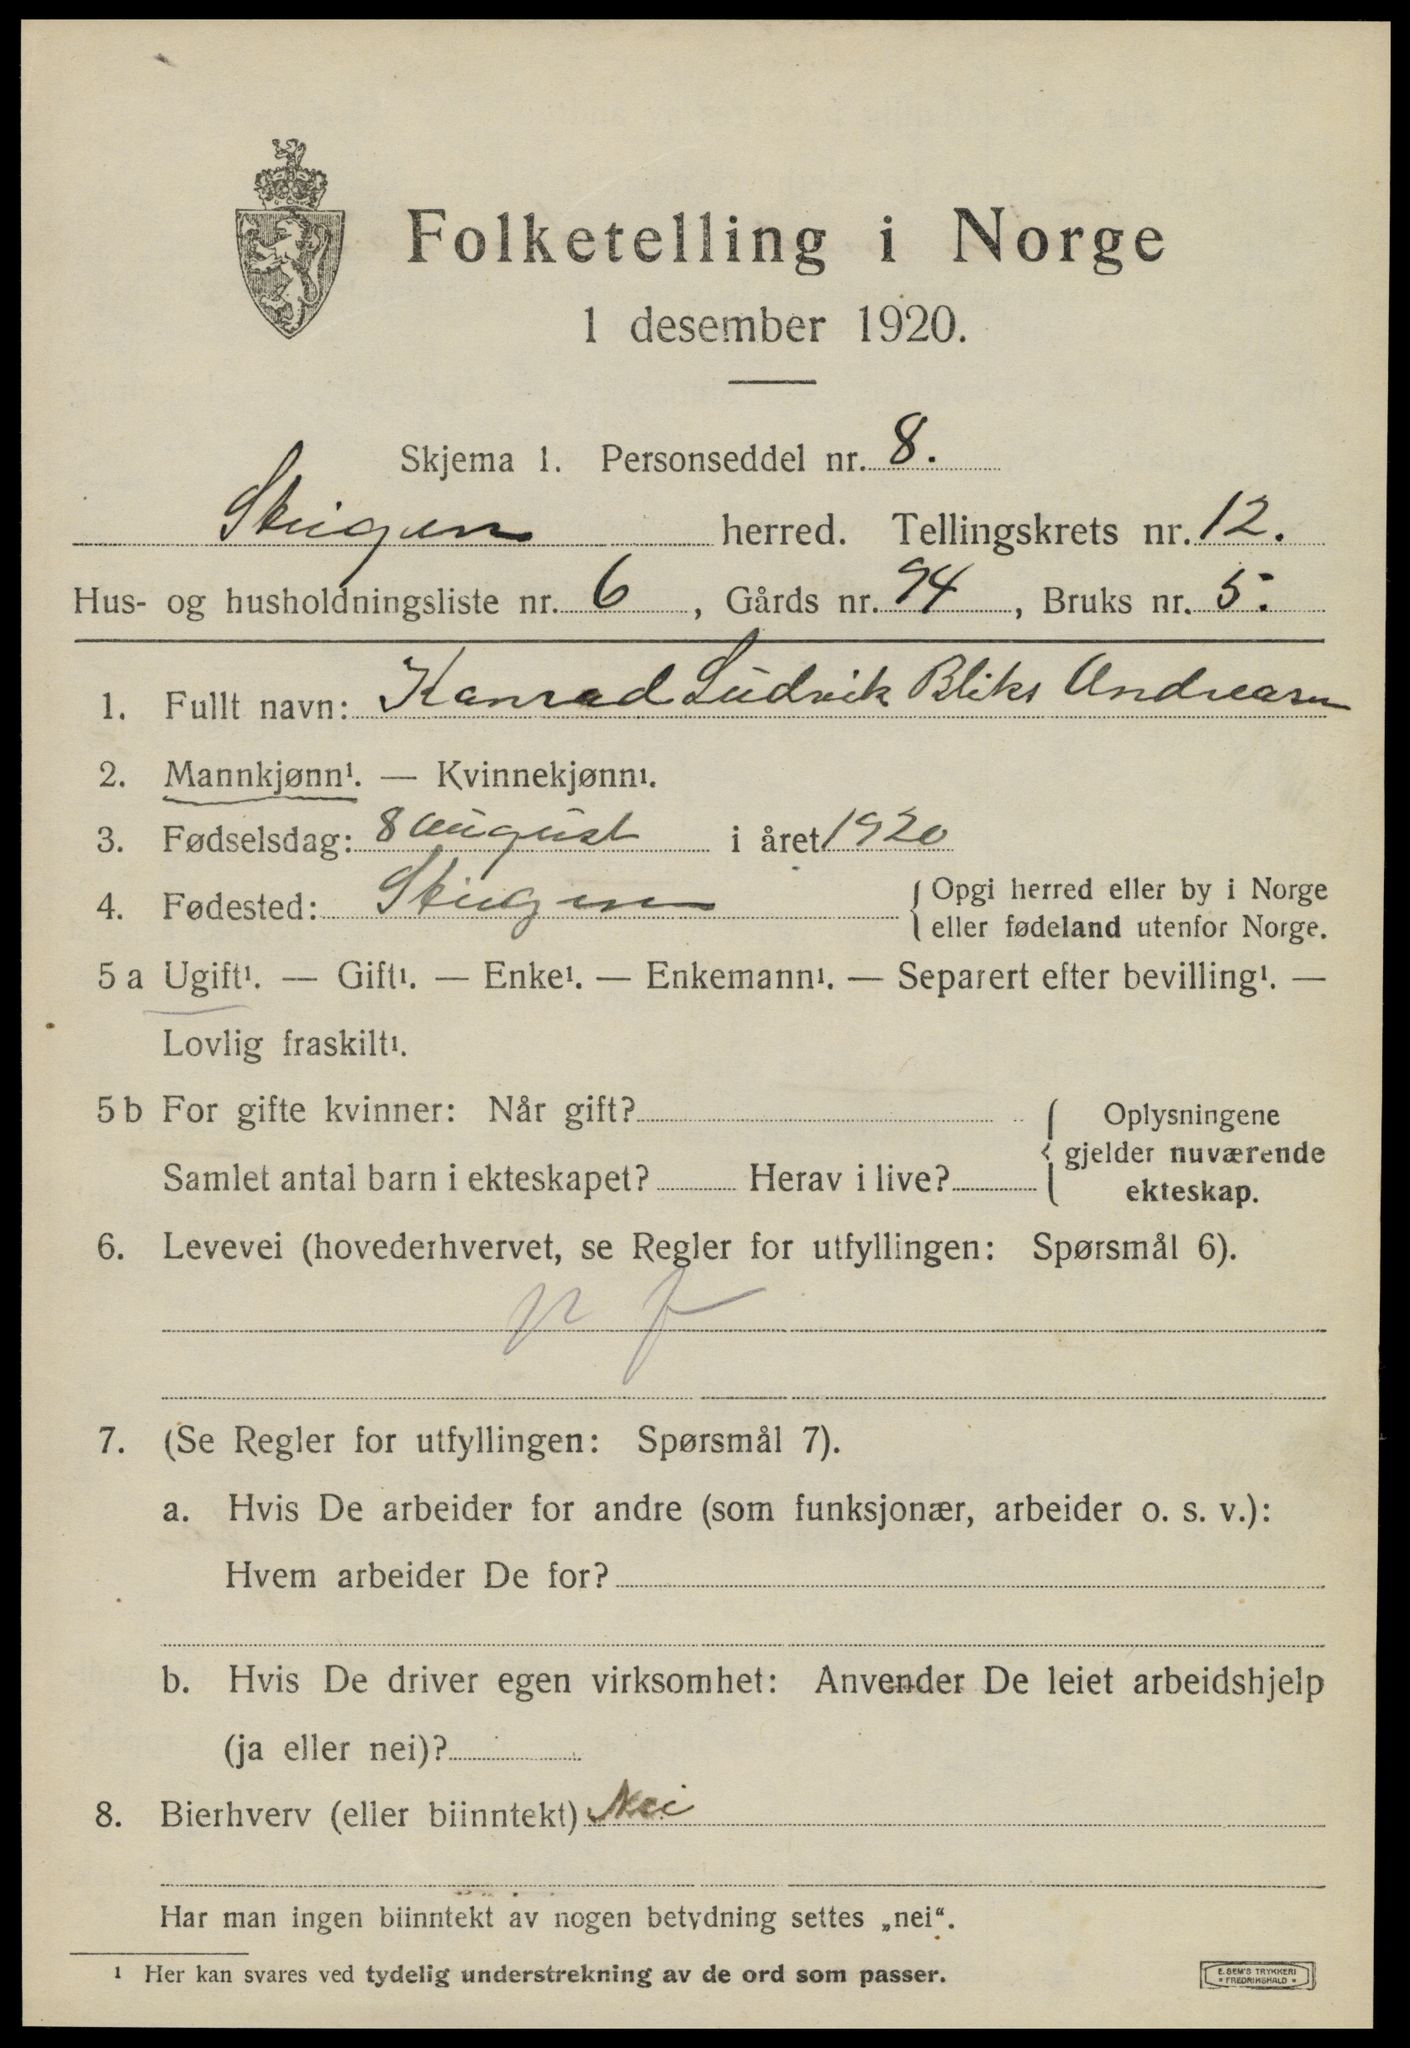 Folketelling i Norge
1 desember 1920.
Skjema 1. Personseddel nr. 8.
Steigen herred. Tellingskrets nr. 12.
Hus- og husholdningsliste nr. 6, Gårds nr. 94, Bruks nr. 5.
1. Fullt navn: Konrad Ludvik Bliks Andreasen
2. Mannkjønn¹. — Kvinnekjønn¹.
3. Fødselsdag: 8 august i året 1920
4. Fødested: Steigen { Opgi herred eller by i Norge
eller fødeland utenfor Norge.
5 a Ugift¹. — Gift¹. — Enke¹. — Enkemann¹. — Separert efter bevilling¹. —
Lovlig fraskilt¹.
5 b For gifte kvinner: Når gift? { Oplysningene
gjelder nuværende
ekteskap.
Samlet antal barn i ekteskapet? Herav i live?
6. Levevei (hovederhvervet, se Regler for utfyllingen: Spørsmål 6).
7. (Se Regler for utfyllingen: Spørsmål 7).
a. Hvis De arbeider for andre (som funksjonær, arbeider o. s. v.):
Hvem arbeider De for?
b. Hvis De driver egen virksomhet: Anvender De leiet arbeidshjelp
(ja eller nei)?
8. Bierhverv (eller biinntekt) Nei
Har man ingen biinntekt av nogen betydning settes „nei“.
¹ Her kan svares ved tydelig understrekning av de ord som passer.
E. SEM'S TRYKKERI
* FREDRIKSHALD *